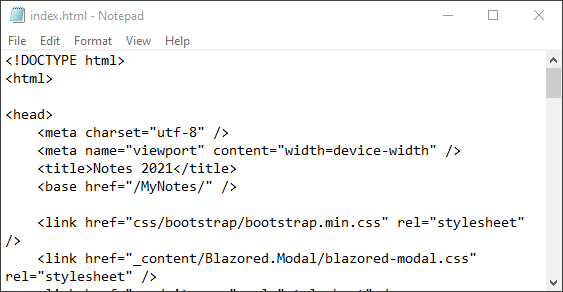 index.html - Notepad
File Edit Format View Help
<!DOCTYPE html>
<html>
<head>
    <meta charset="utf-8" />
    <meta name="viewport" content="width=device-width" />
    <title>Notes 2021</title>
    <base href="/MyNotes/" />
    <link href="css/bootstrap/bootstrap.min.css" rel="stylesheet"
/>
    <link href="_content/Blazored.Modal/blazored-modal.css"
rel="stylesheet" />